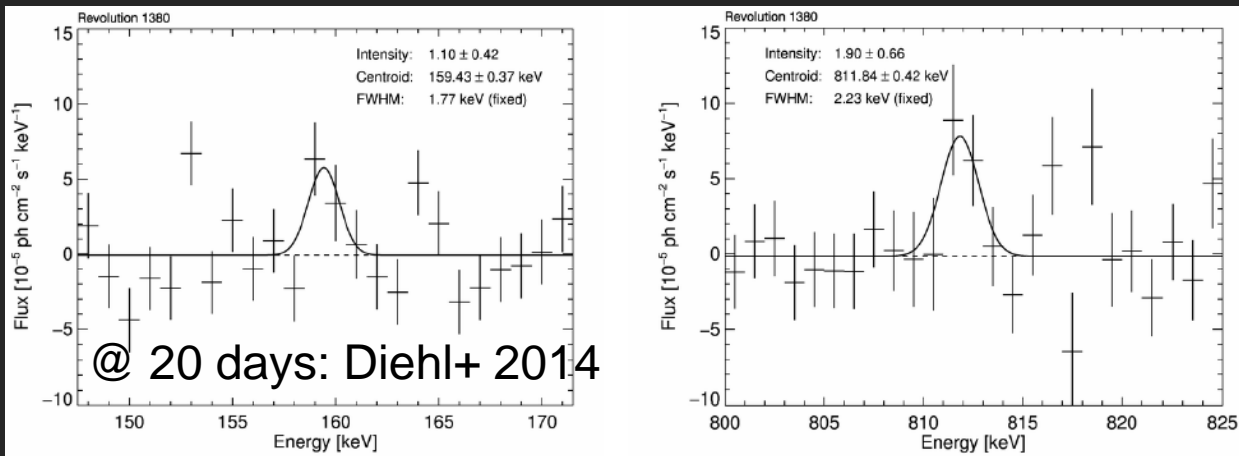 Revolution 1380
Intensity: 1.10 ± 0.42
Centroid: 159.43 ± 0.37 keV
FWHM: 1.77 keV (fixed)
15
10
5
0
−5
−10
Flux [10⁻⁵ ph cm⁻² s⁻¹ keV⁻¹]
@ 20 days: Diehl+ 2014
150 155 160 165 170
Energy [keV]
Revolution 1380
Intensity: 1.90 ± 0.66
Centroid: 811.84 ± 0.42 keV
FWHM: 2.23 keV (fixed)
15
10
5
0
−5
−10
Flux [10⁻⁵ ph cm⁻² s⁻¹ keV⁻¹]
800 805 810 815 820 825
Energy [keV]